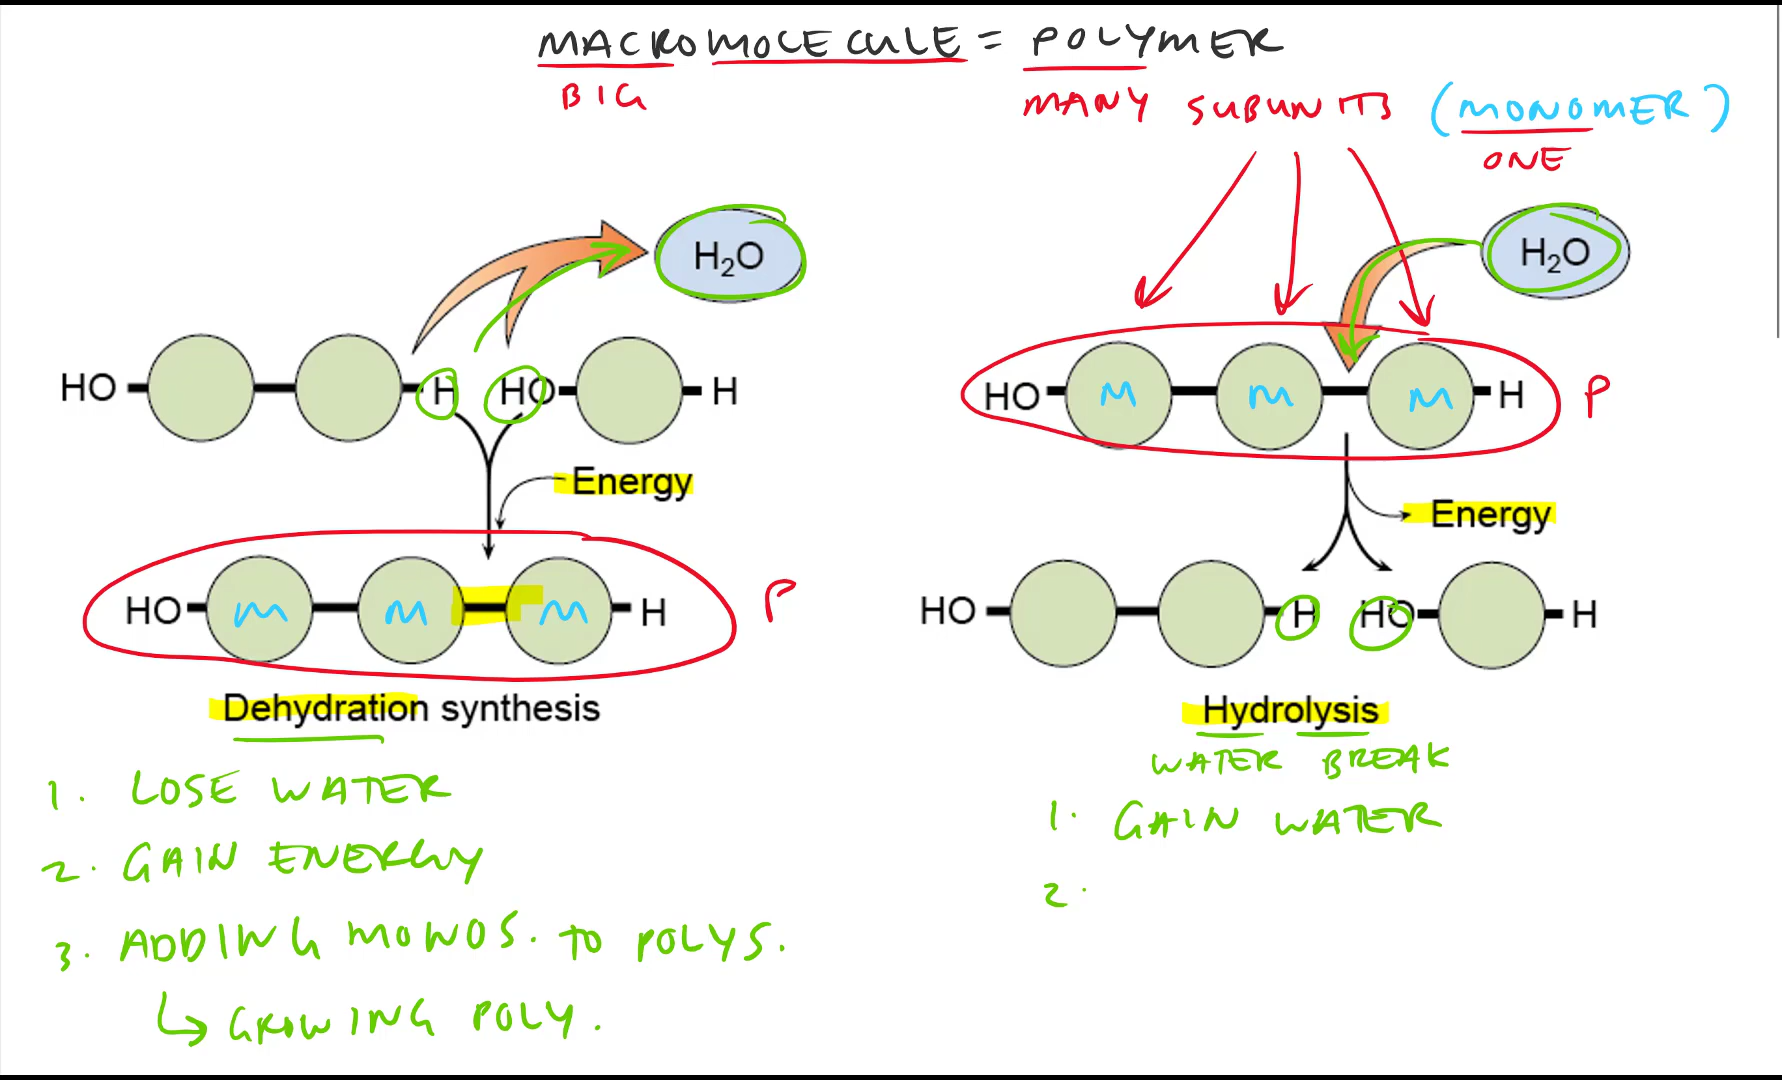 MACROMOLECULE = POLYMER
BIG
MANY SUBUNITS (MONOMER)
ONE
H₂O
H₂O
HO H HO H
HO M M M H P
Energy
Energy
HO M M M H P
HO H HO H
Dehydration synthesis
Hydrolysis
WATER BREAK
1. LOSE WATER
2. GAIN ENERGY
3. ADDING MONOS. TO POLYS.
↳ GROWING POLY.
1. GAIN WATER
2.